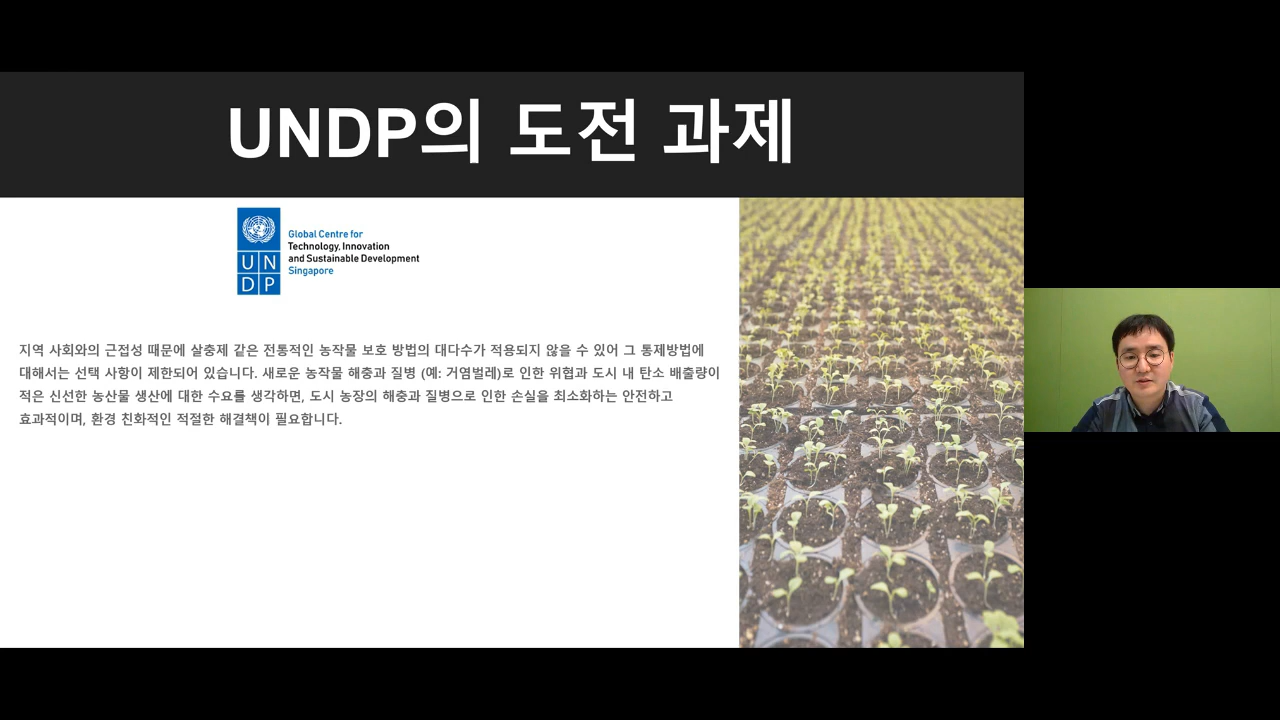 UNDP의 도전 과제
U N
D P
Global Centre for
Technology, Innovation
and Sustainable Development
Singapore
지역 사회와의 근접성 때문에 살충제 같은 전통적인 농작물 보호 방법의 대다수가 적용되지 않을 수 있어 그 통제방법에
대해서는 선택 사항이 제한되어 있습니다. 새로운 농작물 해충과 질병 (예: 거염벌레)로 인한 위협과 도시 내 탄소 배출량이
적은 신선한 농산물 생산에 대한 수요를 생각하면, 도시 농장의 해충과 질병으로 인한 손실을 최소화하는 안전하고
효과적이며, 환경 친화적인 적절한 해결책이 필요합니다.